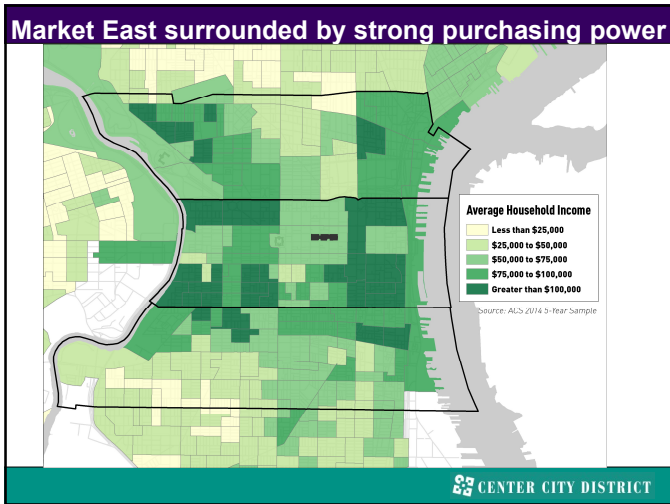 Market East surrounded by strong purchasing power
Average Household Income
Less than $25,000
$25,000 to $50,000
$50,000 to $75,000
$75,000 to $100,000
Greater than $100,000
Source: ACS 2014 5-Year Sample
CENTER CITY DISTRICT